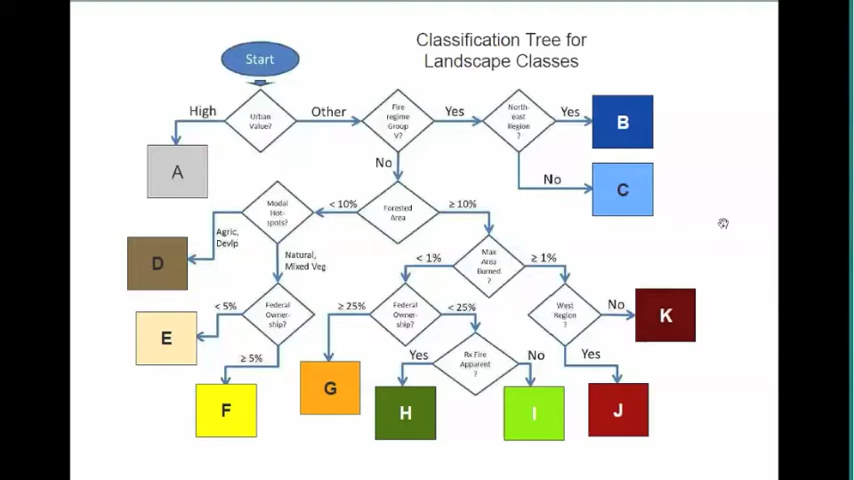 Classification Tree for
Landscape Classes
Start
High
Urban
Value?
Other
Fire
regime
Group
V?
Yes
North-
east
Region
?
Yes
B
No
No
C
A
Modal
Hot-
spots?
< 10%
Forested
Area
≥ 10%
Agric,
Devlp
D
Natural,
Mixed Veg
Max
Area
Burned
?
< 1%
≥ 1%
< 5%
Federal
Owner-
ship?
≥ 25%
Federal
Owner-
ship?
< 25%
West
Region
?
No
K
E
≥ 5%
Yes
Rx Fire
Apparent
?
No
Yes
F
G
H
I
J